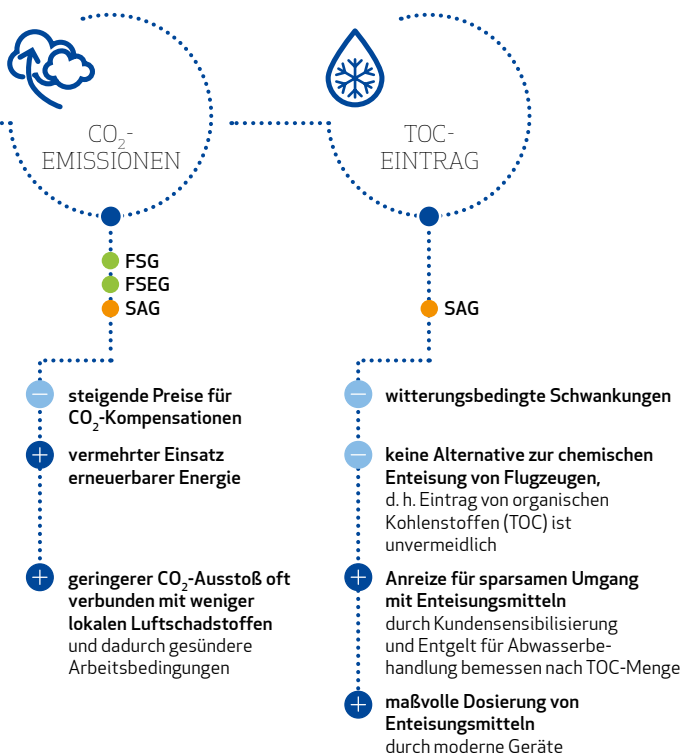 CO₂-
EMISSIONEN
FSG
FSEG
SAG
steigende Preise für
CO₂-Kompensationen
vermehrter Einsatz
erneuerbarer Energie
geringerer CO₂-Ausstoß oft
verbunden mit weniger
lokalen Luftschadstoffen
und dadurch gesündere
Arbeitsbedingungen
TOC-
EINTRAG
SAG
witterungsbedingte Schwankungen
keine Alternative zur chemischen
Enteisung von Flugzeugen,
d. h. Eintrag von organischen
Kohlenstoffen (TOC) ist
unvermeidlich
Anreize für sparsamen Umgang
mit Enteisungsmitteln
durch Kundensensibilisierung
und Entgelt für Abwasserbe-
handlung bemessen nach TOC-Menge
maßvolle Dosierung von
Enteisungsmitteln
durch moderne Geräte